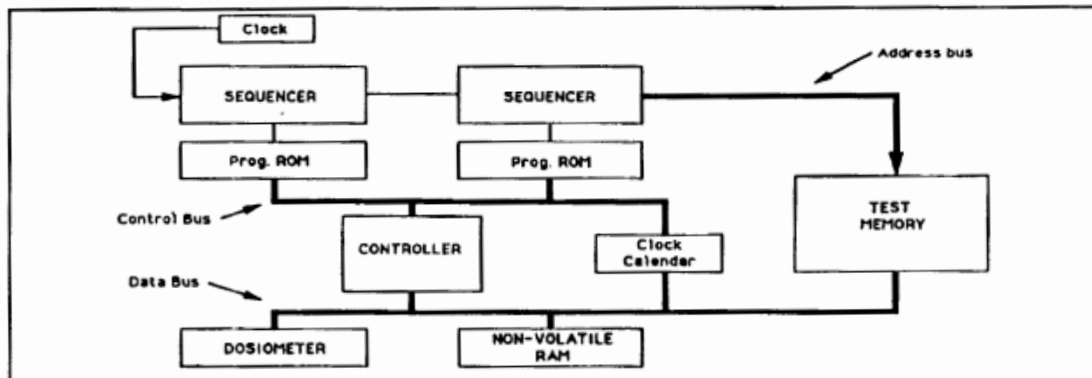 Clock
Address bus
SEQUENCER
SEQUENCER
Prog. ROM
Prog. ROM
Control Bus
CONTROLLER
Clock
Calendar
TEST
MEMORY
Data Bus
DOSIOMETER
NON-VOLATILE
RAM